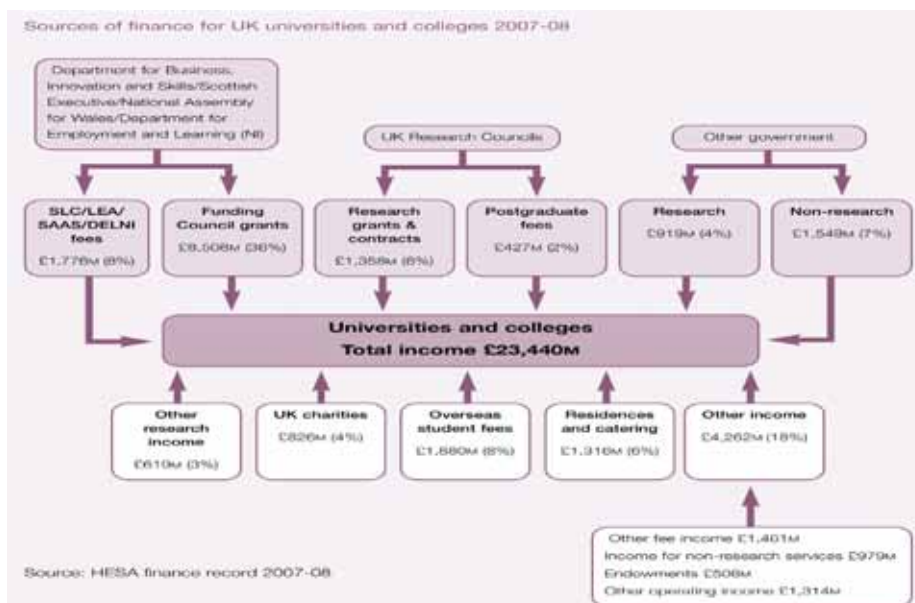 Sources of finance for UK universities and colleges 2007-08
Department for Business,
Innovation and Skills/Scottish
Executive/National Assembly
for Wales/Department for
Employment and Learning (NI)
UK Research Councils
Other government
SLC/LEA/
SAAS/DELNI
fees
£1,776M (8%)
Funding
Council grants
£8,508M (36%)
Research
grants &
contracts
£1,358M (6%)
Postgraduate
fees
£427M (2%)
Research
£919M (4%)
Non-research
£1,549M (7%)
Universities and colleges
Total income £23,440M
Other
research
income
£619M (3%)
UK charities
£826M (4%)
Overseas
student fees
£1,880M (8%)
Residences
and catering
£1,316M (6%)
Other income
£4,262M (18%)
Other fee income £1,461M
Income for non-research services £979M
Endowments £508M
Other operating income £1,314M
Source: HESA finance record 2007-08